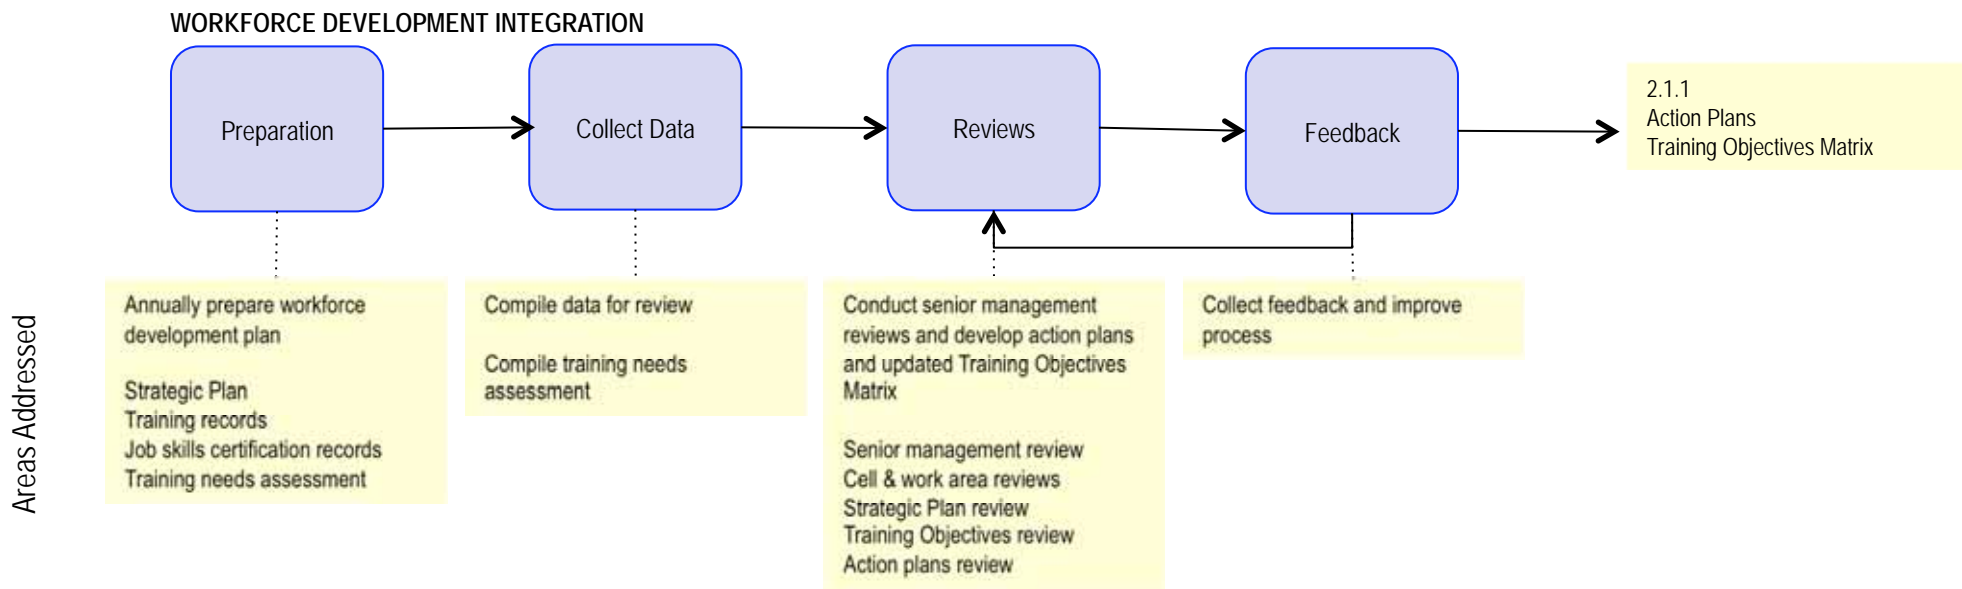 WORKFORCE DEVELOPMENT INTEGRATION
Preparation
Collect Data
Reviews
Feedback
2.1.1
Action Plans
Training Objectives Matrix
Areas Addressed
Annually prepare workforce
development plan
Strategic Plan
Training records
Job skills certification records
Training needs assessment
Compile data for review
Compile training needs
assessment
Conduct senior management
reviews and develop action plans
and updated Training Objectives
Matrix
Senior management review
Cell & work area reviews
Strategic Plan review
Training Objectives review
Action plans review
Collect feedback and improve
process